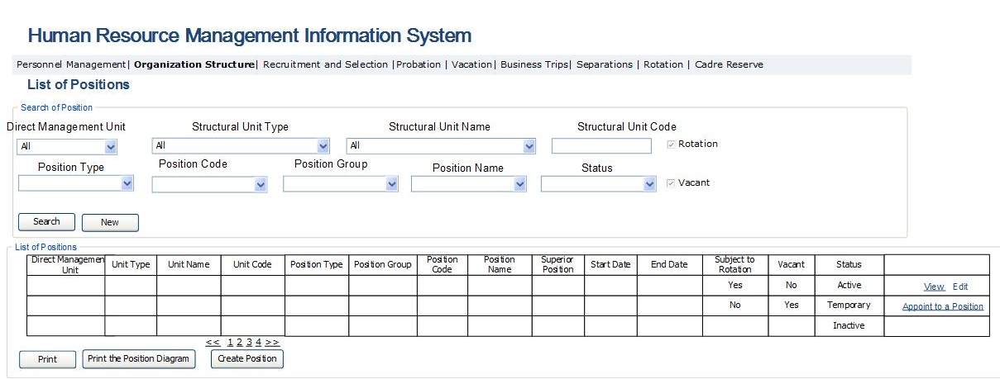 Human Resource Management Information System
Personnel Management| Organization Structure| Recruitment and Selection |Probation | Vacation| Business Trips| Separations | Rotation | Cadre Reserve
List of Positions
Search of Position
Direct Management Unit Structural Unit Type Structural Unit Name Structural Unit Code
All All All Rotation
Position Type Position Code Position Group Position Name Status
Vacant
Search New
List of Positions
Direct Managemen Unit Unit Type Unit Name Unit Code Position Type Position Group Position Code Position Name Superior Position Start Date End Date Subject to Rotation Vacant Status
Yes No Active View Edit
No Yes Temporary Appoint to a Position
Inactive
<< 1 2 3 4 >>
Print Print the Position Diagram Create Position